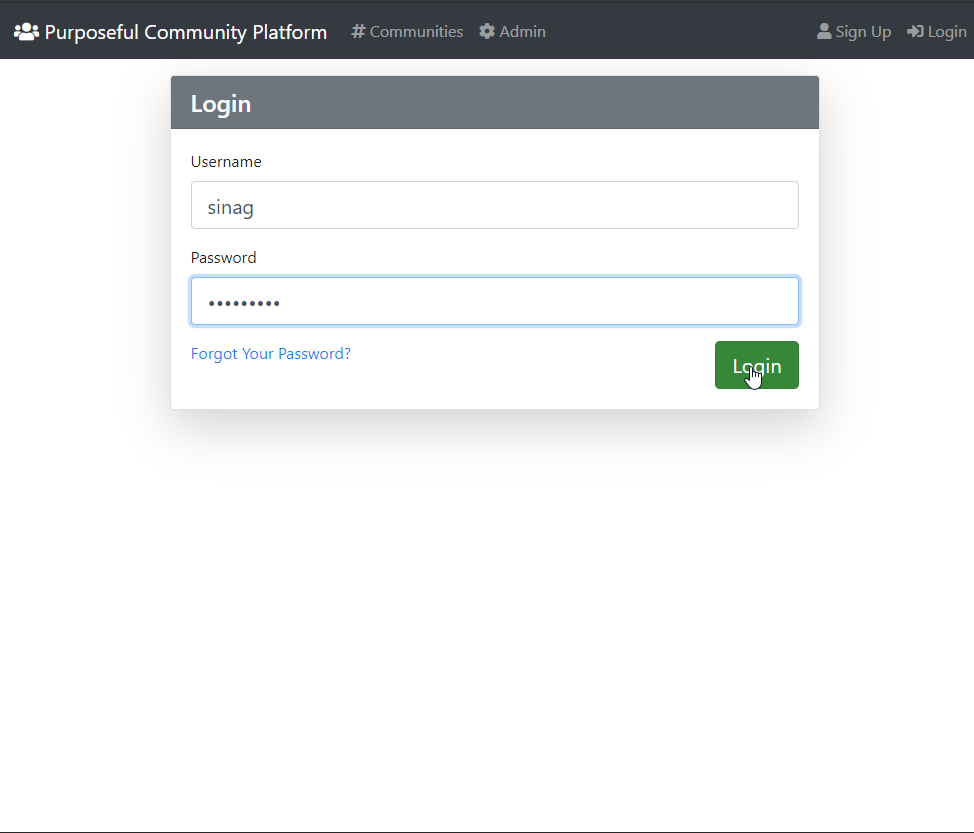 Purposeful Community Platform Communities Admin Sign Up Login
Login
Username
sinag
Password
•••••••••
Forgot Your Password? Login